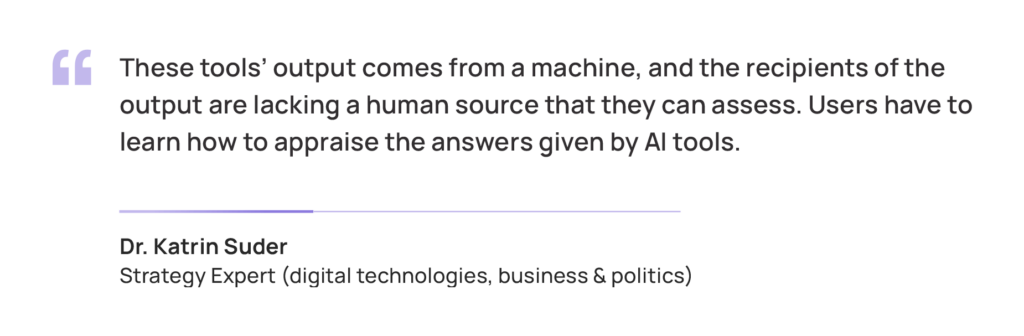 These tools’ output comes from a machine, and the recipients of the
output are lacking a human source that they can assess. Users have to
learn how to appraise the answers given by AI tools.
Dr. Katrin Suder
Strategy Expert (digital technologies, business & politics)